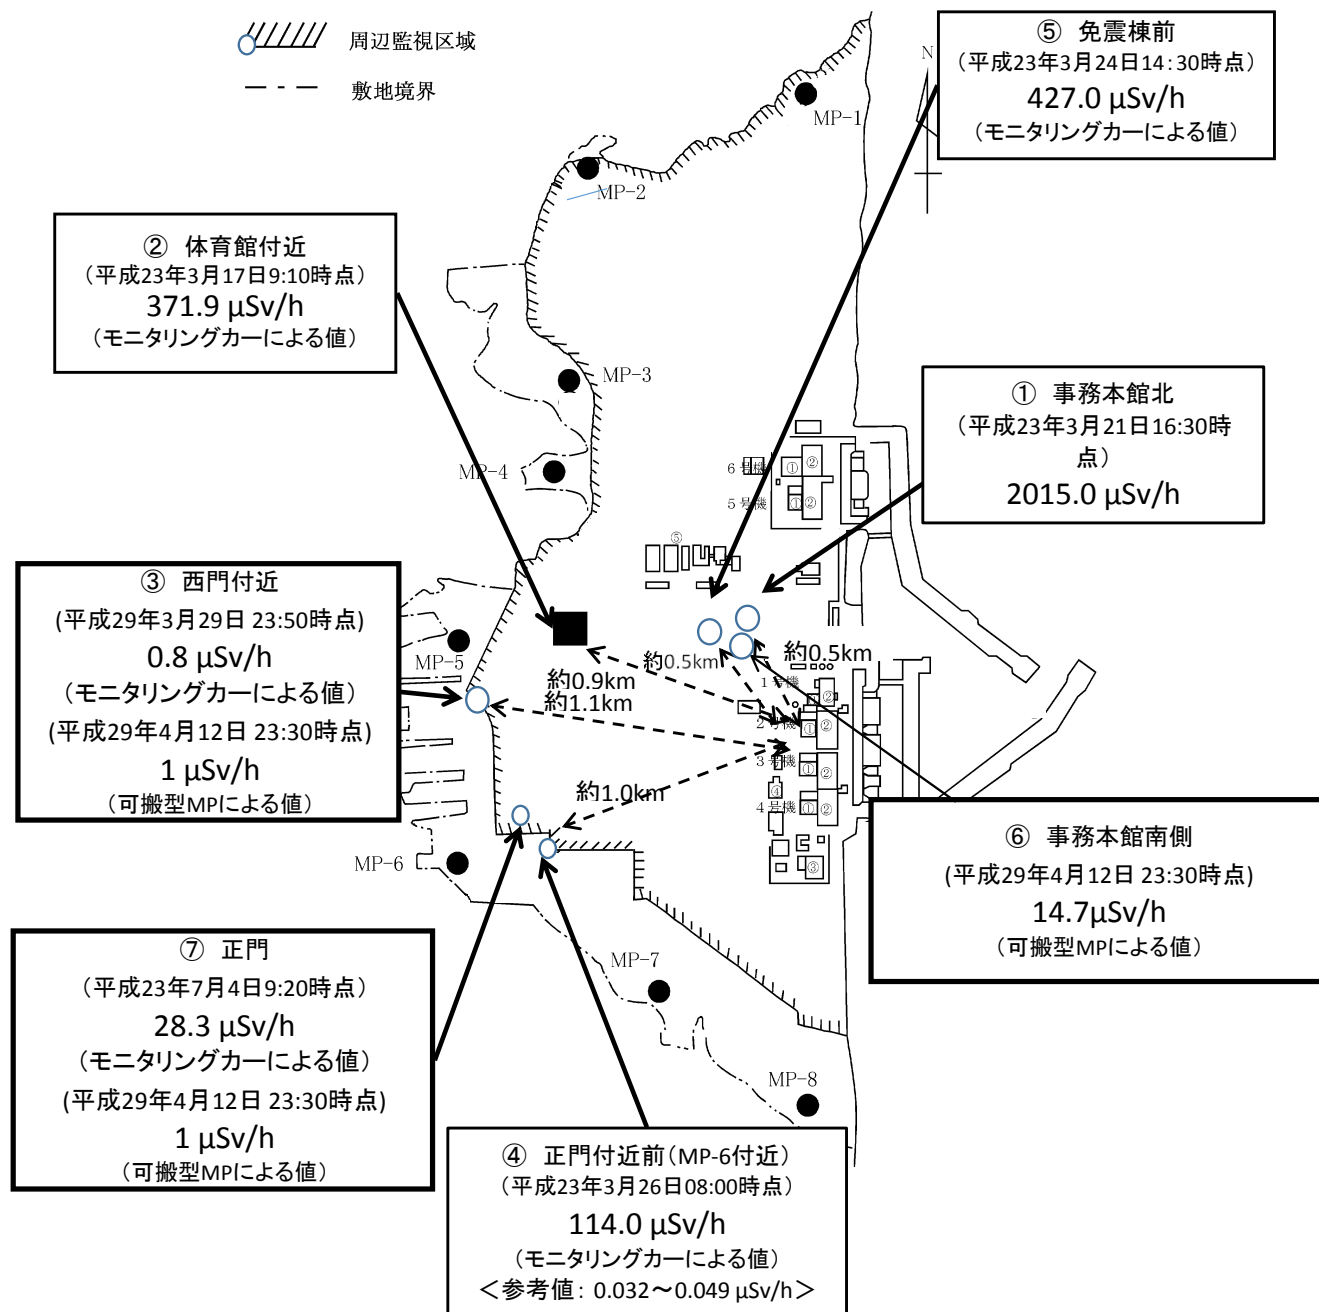 周辺監視区域
敷地境界
⑤ 免震棟前
(平成23年3月24日14:30時点)
427.0 μSv/h
(モニタリングカーによる値)
N
MP-1
MP-2
② 体育館付近
(平成23年3月17日9:10時点)
371.9 μSv/h
(モニタリングカーによる値)
MP-3
① 事務本館北
(平成23年3月21日16:30時
点)
2015.0 μSv/h
MP-4
6号機
① ②
5号機
① ②
⑤
③ 西門付近
(平成29年3月29日 23:50時点)
0.8 μSv/h
(モニタリングカーによる値)
(平成29年4月12日 23:30時点)
1 μSv/h
(可搬型MPによる値)
MP-5
約0.5km
約0.5km
約0.9km
約1.1km
1号機
②
2号機
① ②
3号機
① ②
約1.0km
④
4号機
① ②
③
MP-6
⑥ 事務本館南側
(平成29年4月12日 23:30時点)
14.7μSv/h
(可搬型MPによる値)
⑦ 正門
(平成23年7月4日9:20時点)
28.3 μSv/h
(モニタリングカーによる値)
(平成29年4月12日 23:30時点)
1 μSv/h
(可搬型MPによる値)
MP-7
MP-8
④ 正門付近前(MP-6付近)
(平成23年3月26日08:00時点)
114.0 μSv/h
(モニタリングカーによる値)
<参考値: 0.032～0.049 μSv/h>